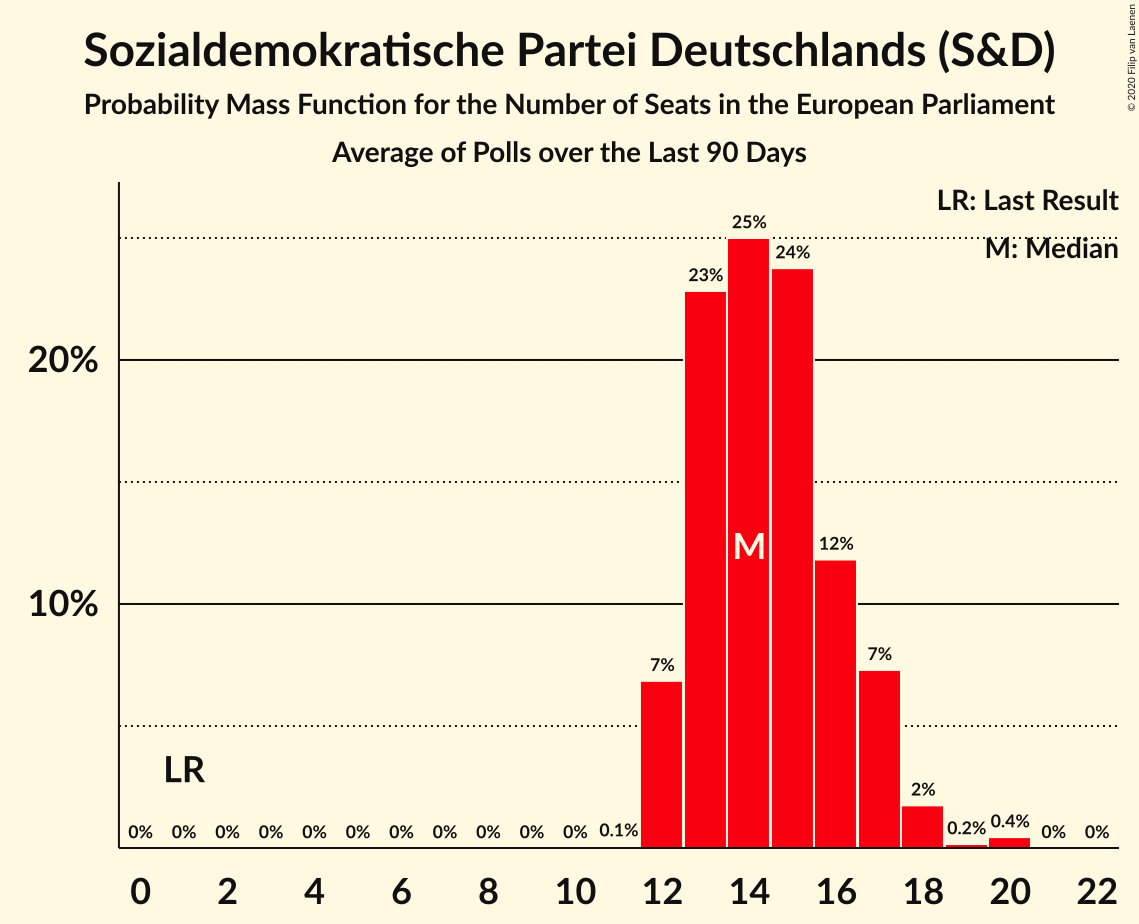 Sozialdemokratische Partei Deutschlands (S&D)
Probability Mass Function for the Number of Seats in the European Parliament
Average of Polls over the Last 90 Days
© 2020 Filip van Laenen
LR: Last Result
M: Median
25%
24%
23%
20%
M
12%
10%
7%
7%
LR
2%
0% 0% 0% 0% 0% 0% 0% 0% 0% 0% 0% 0.1% 0.2% 0.4% 0% 0%
0 2 4 6 8 10 12 14 16 18 20 22